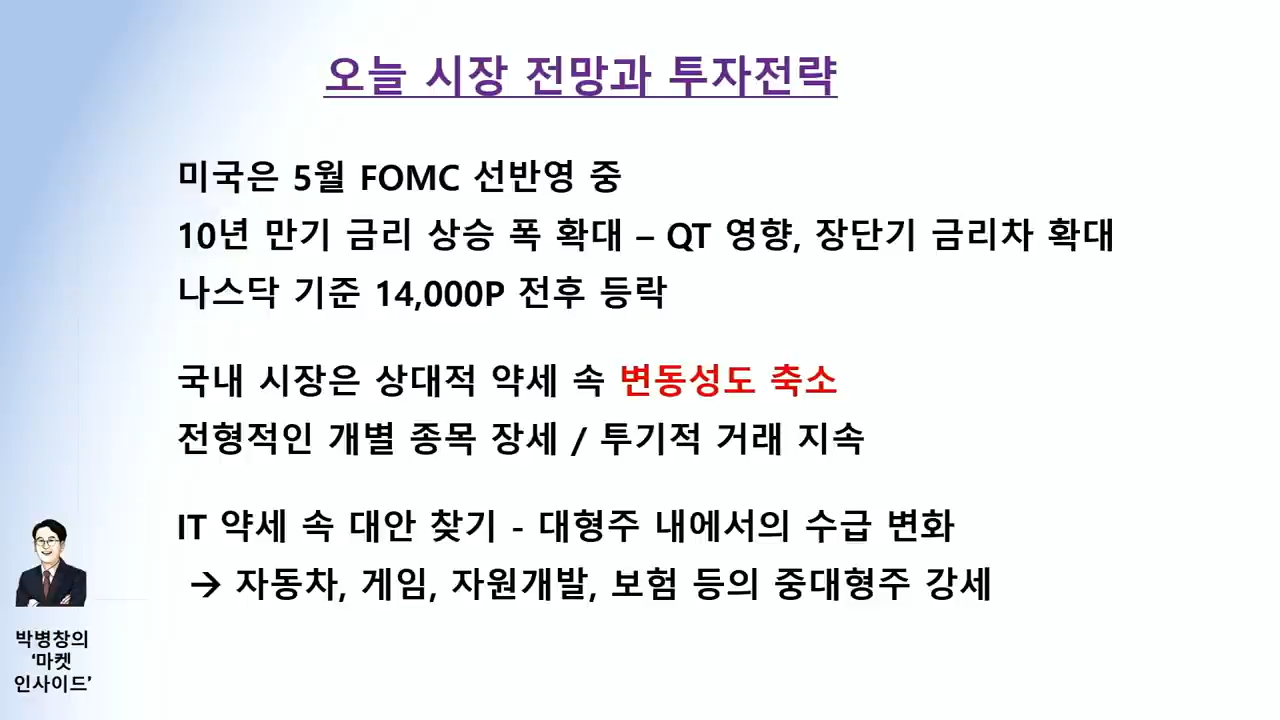 오늘 시장 전망과 투자전략
미국은 5월 FOMC 선반영 중
10년 만기 금리 상승 폭 확대 – QT 영향, 장단기 금리차 확대
나스닥 기준 14,000P 전후 등락
국내 시장은 상대적 약세 속 변동성도 축소
전형적인 개별 종목 장세 / 투기적 거래 지속
IT 약세 속 대안 찾기 - 대형주 내에서의 수급 변화
→ 자동차, 게임, 자원개발, 보험 등의 중대형주 강세
박병창의
‘마켓
인사이드’